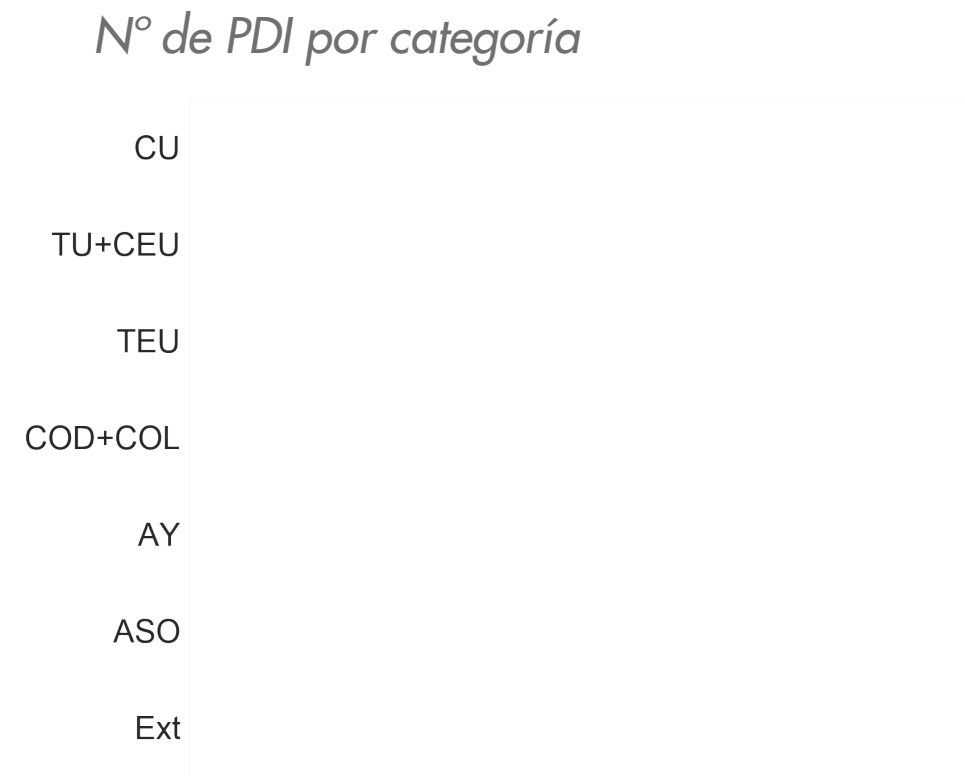 Nº de PDI por categoría
CU
TU+CEU
TEU
COD+COL
AY
ASO
Ext